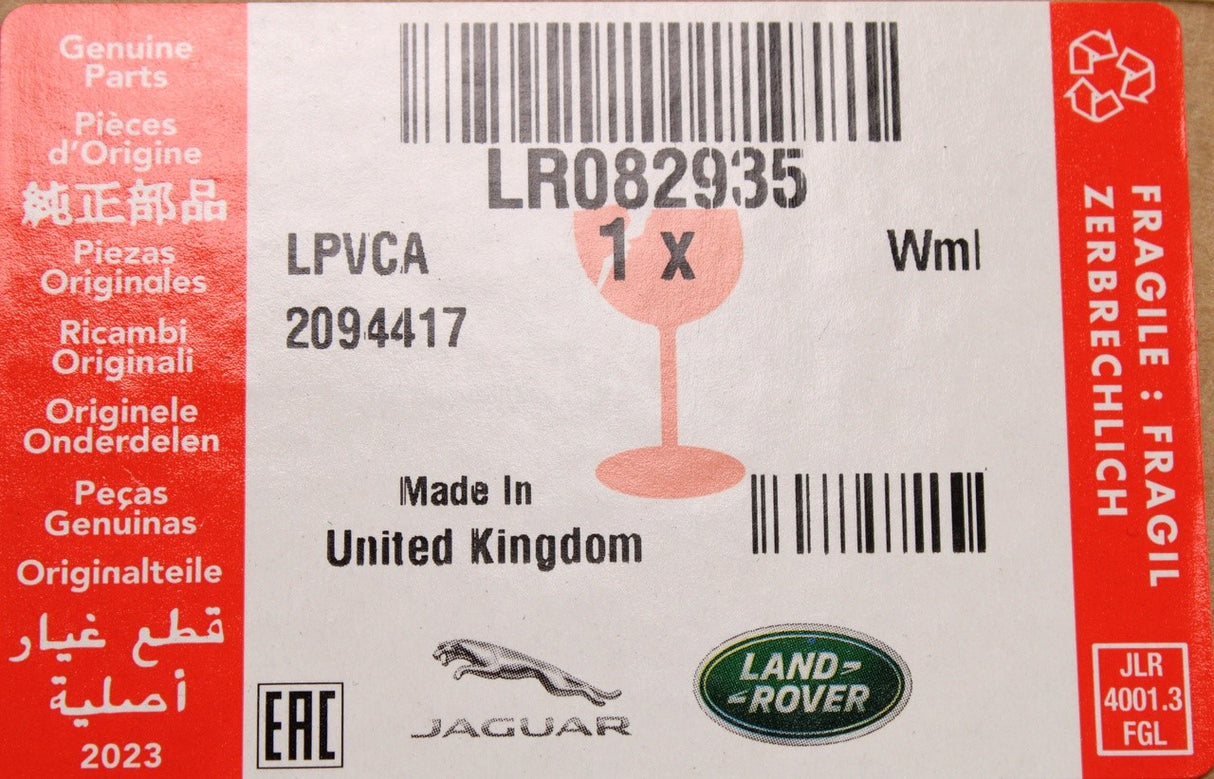 Genuine
Parts
Pièces
d'Origine
純正部品
Piezas
Originales
Ricambi
Originali
Originele
Onderdelen
Peças
Genuinas
Originalteile
قطع غيار
أصلية
2023
LR082935
1 x
LPVCA
Wml
2094417
Made In
United Kingdom
EAC
JAGUAR
LAND-
-ROVER
FRAGILE : FRAGIL
ZERBRECHLICH
JLR
4001.3
FGL